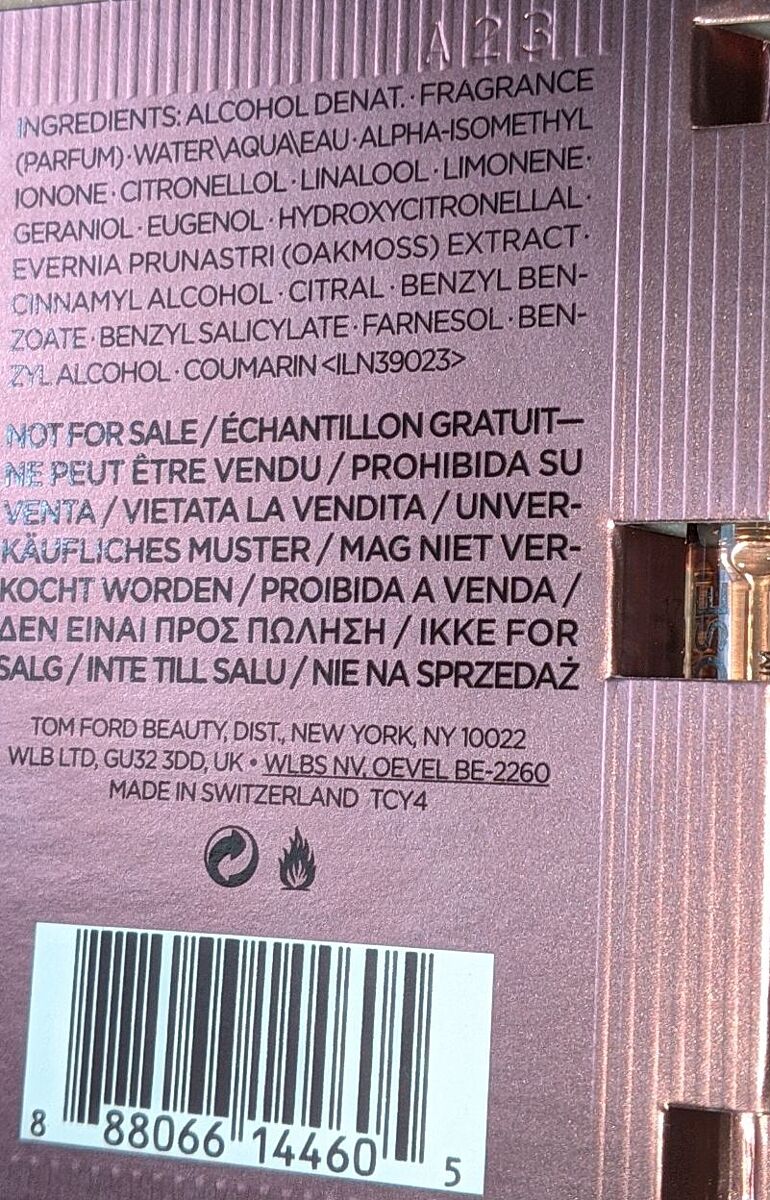 A 23
INGREDIENTS: ALCOHOL DENAT. · FRAGRANCE
(PARFUM) · WATER\AQUA\EAU · ALPHA-ISOMETHYL
IONONE · CITRONELLOL · LINALOOL · LIMONENE ·
GERANIOL · EUGENOL · HYDROXYCITRONELLAL ·
EVERNIA PRUNASTRI (OAKMOSS) EXTRACT ·
CINNAMYL ALCOHOL · CITRAL · BENZYL BEN-
ZOATE · BENZYL SALICYLATE · FARNESOL · BEN-
ZYL ALCOHOL · COUMARIN <ILN39023>
NOT FOR SALE / ÉCHANTILLON GRATUIT—
NE PEUT ÊTRE VENDU / PROHIBIDA SU
VENTA / VIETATA LA VENDITA / UNVER-
KÄUFLICHES MUSTER / MAG NIET VER-
KOCHT WORDEN / PROIBIDA A VENDA /
ΔΕΝ ΕΙΝΑΙ ΠΡΟΣ ΠΩΛΗΣΗ / IKKE FOR
SALG / INTE TILL SALU / NIE NA SPRZEDAŻ
TOM FORD BEAUTY, DIST., NEW YORK, NY 10022
WLB LTD, GU32 3DD, UK • WLBS NV, OEVEL BE-2260
MADE IN SWITZERLAND TCY4
8 88066 14460 5